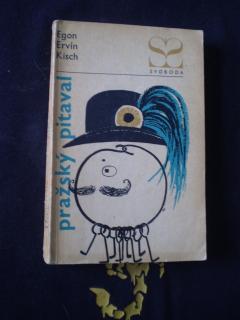 Egon
Ervín
Kisch
SVOBODA
pražský pitaval